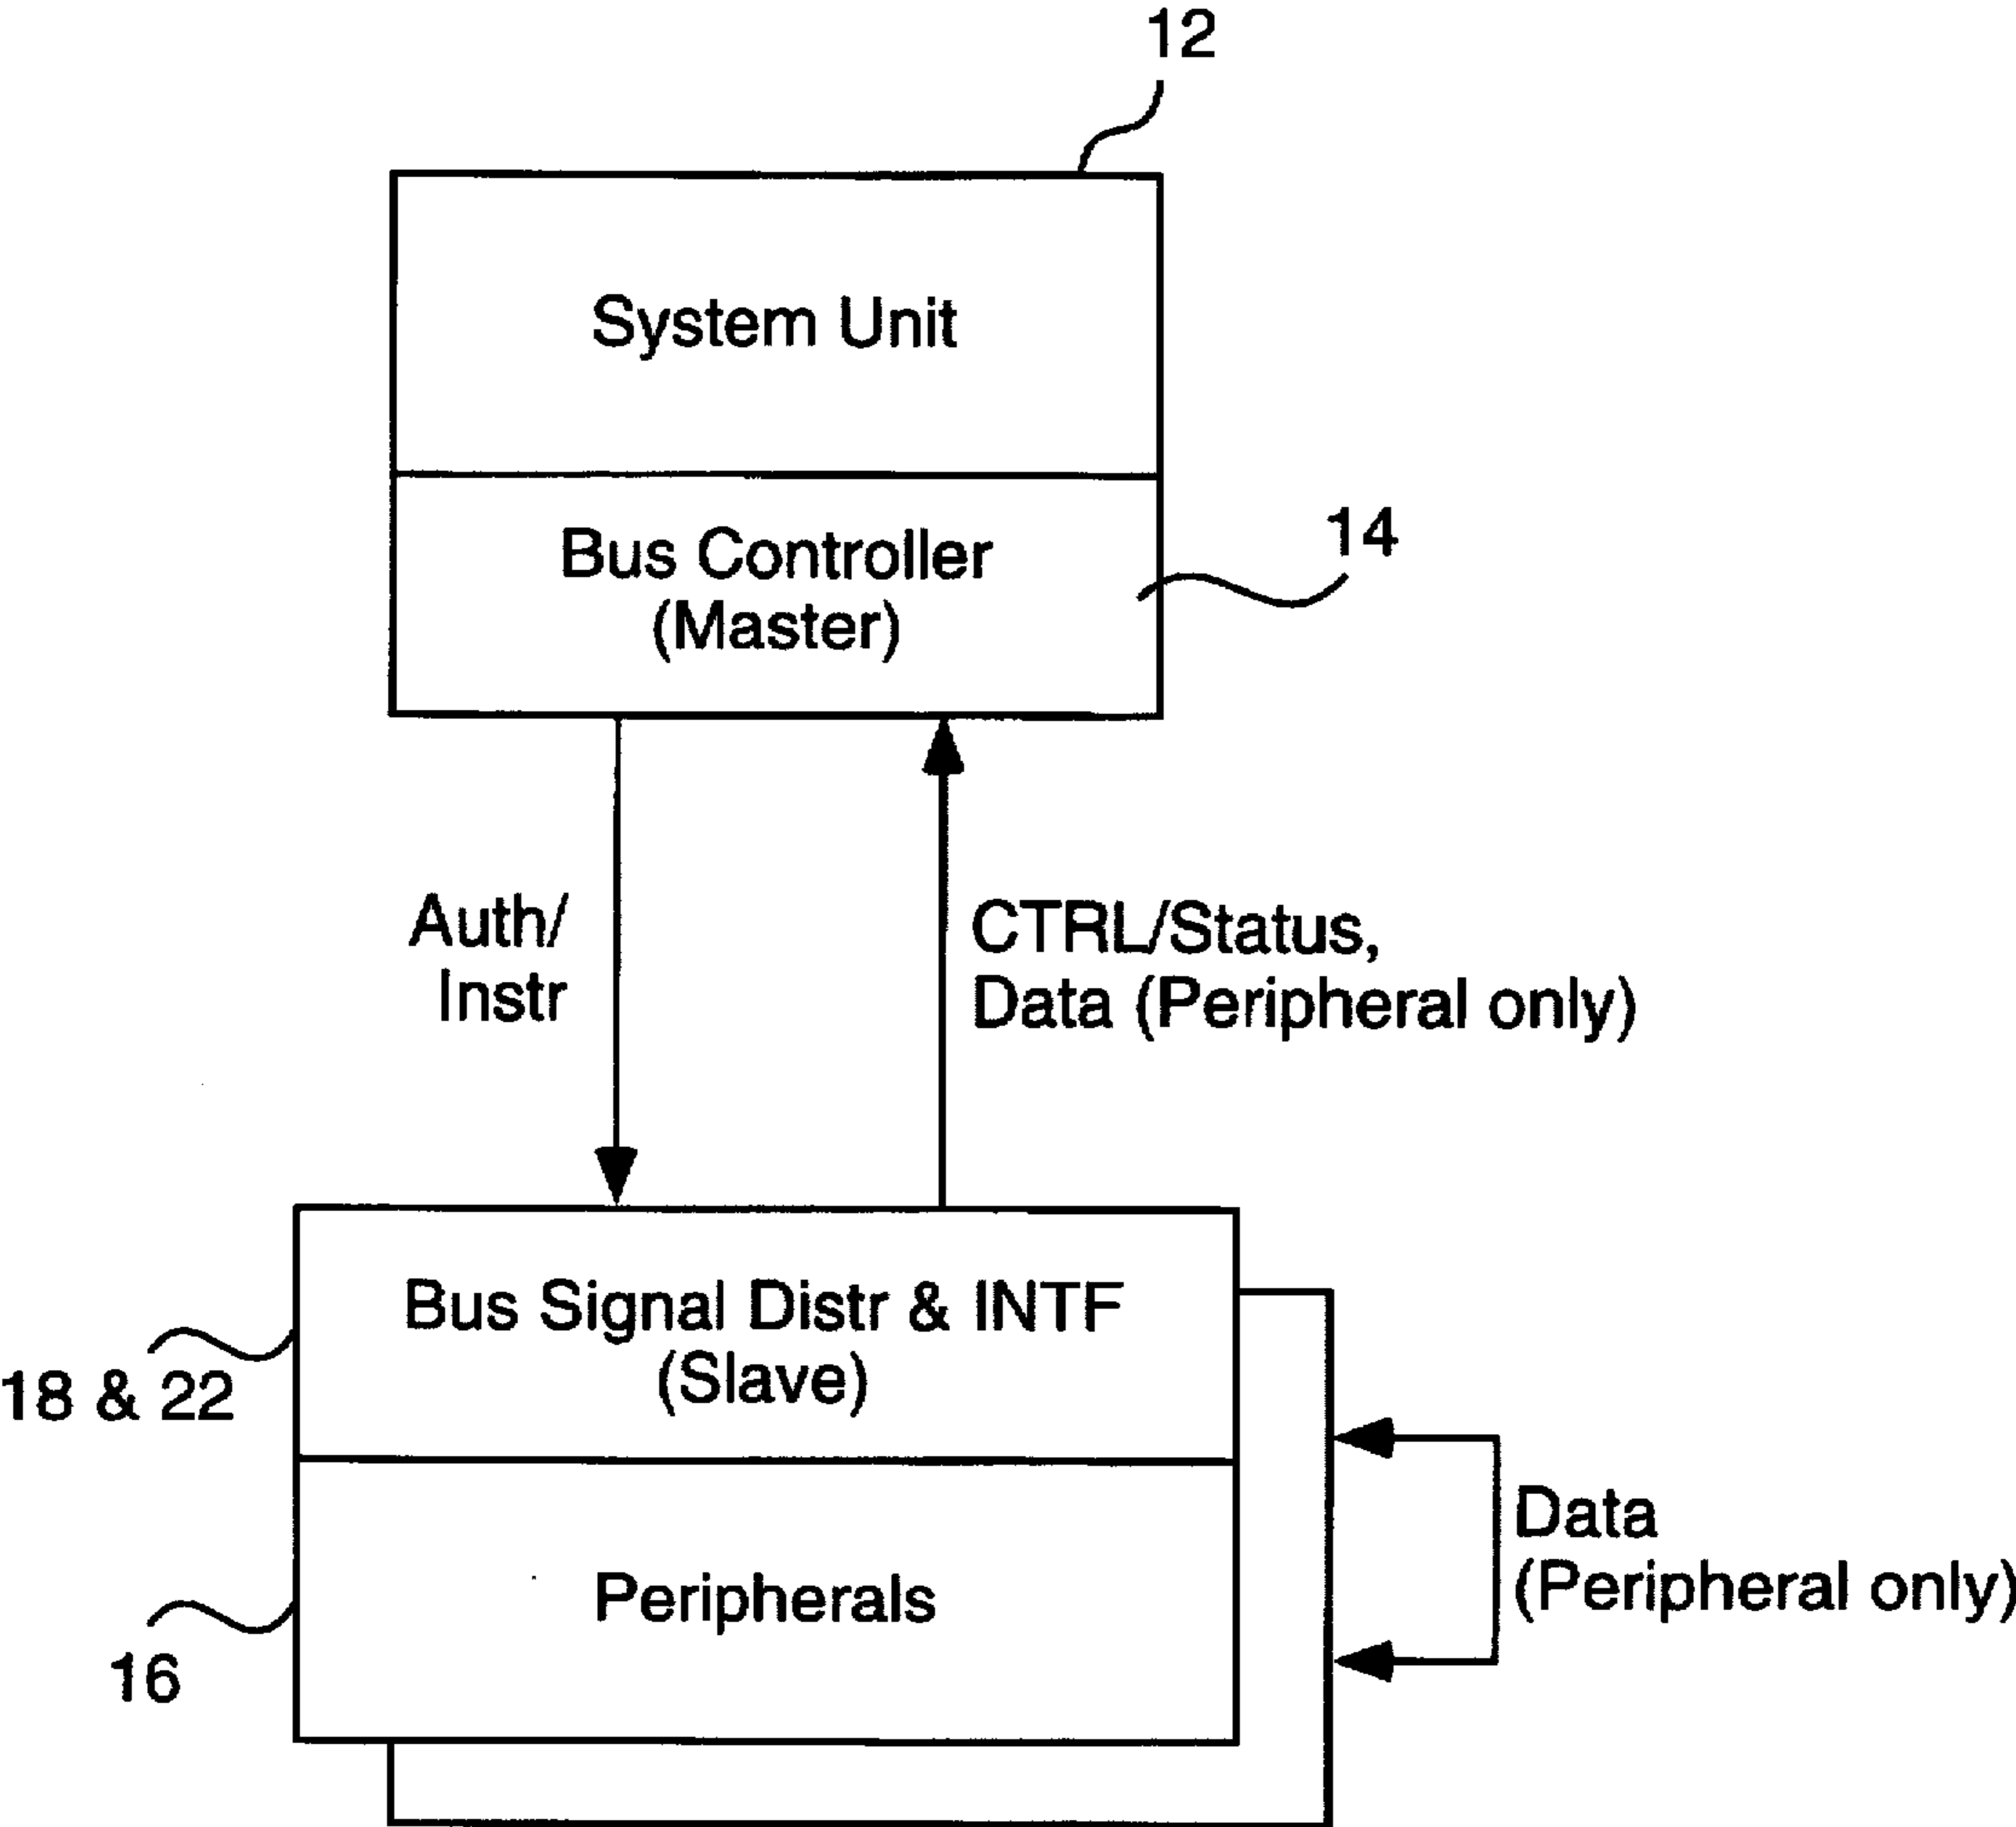 12
System Unit
Bus Controller
(Master)
14
Auth/
Instr
CTRL/Status,
Data (Peripheral only)
Bus Signal Distr & INTF
(Slave)
18 & 22
Data
(Peripheral only)
Peripherals
16